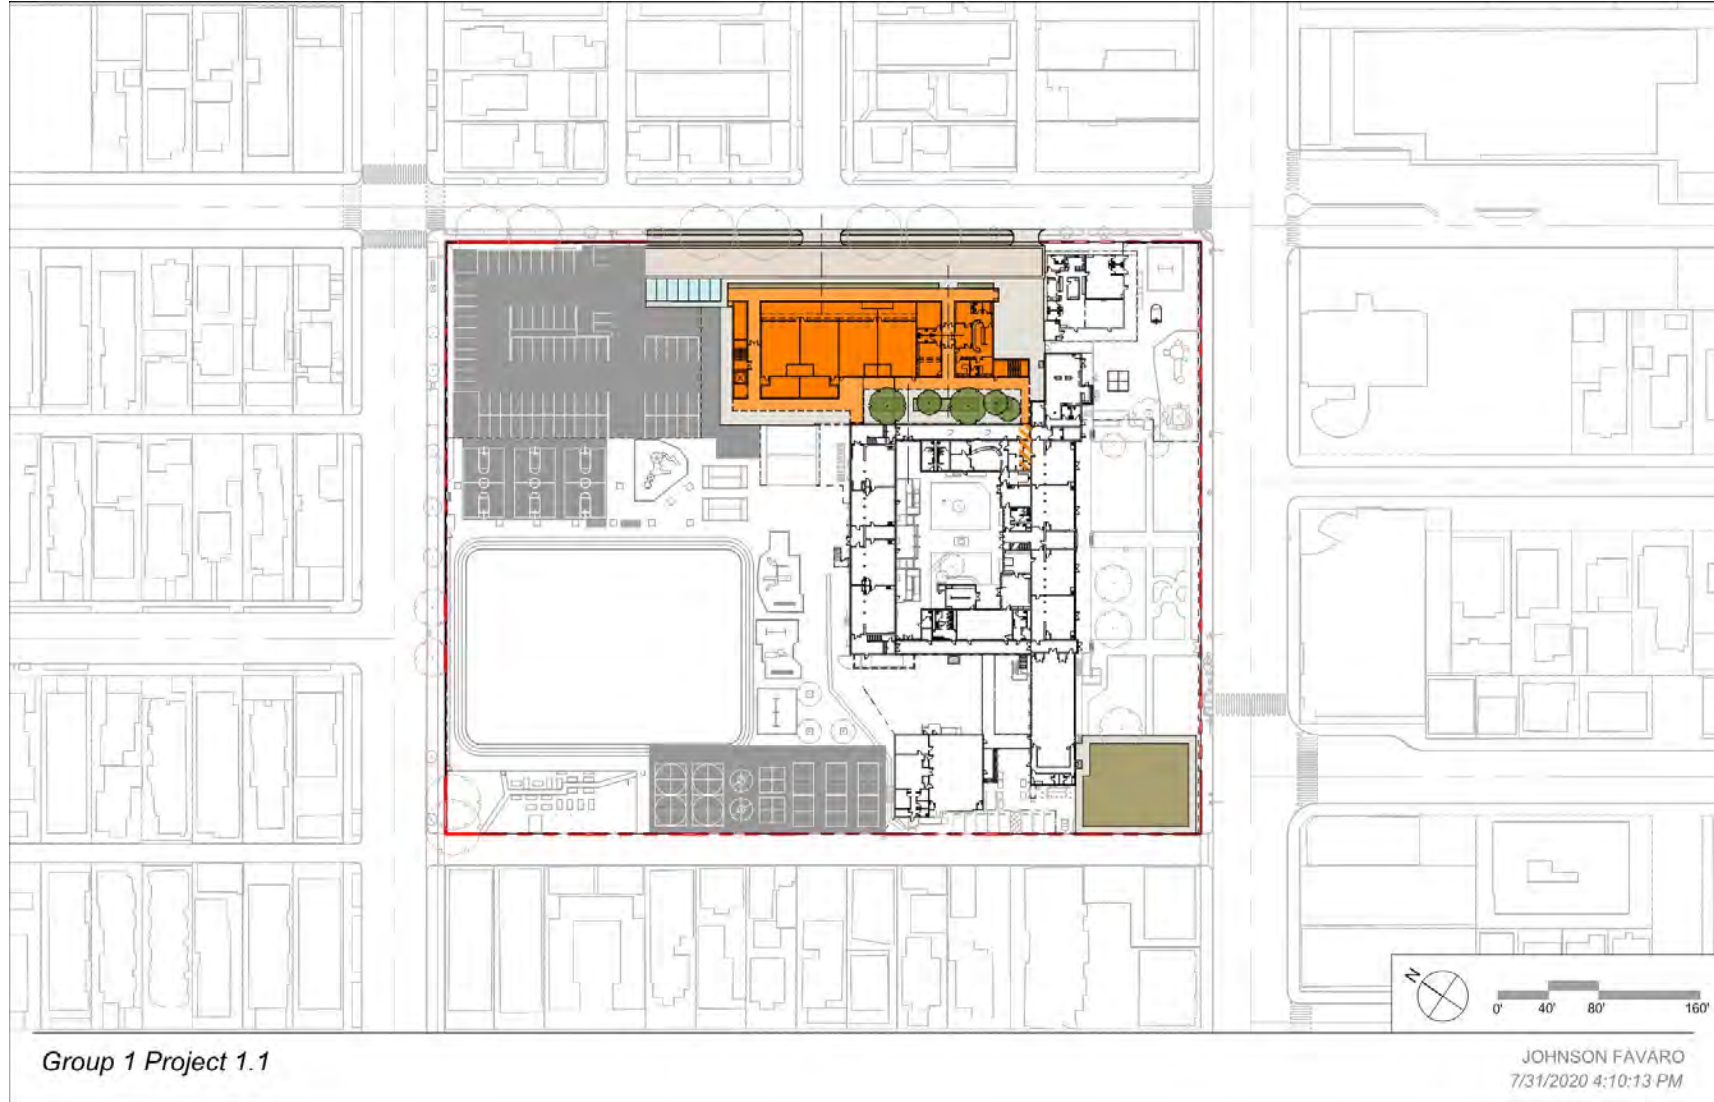 N
0' 40' 80' 160'
Group 1 Project 1.1
JOHNSON FAVARO
7/31/2020 4:10:13 PM